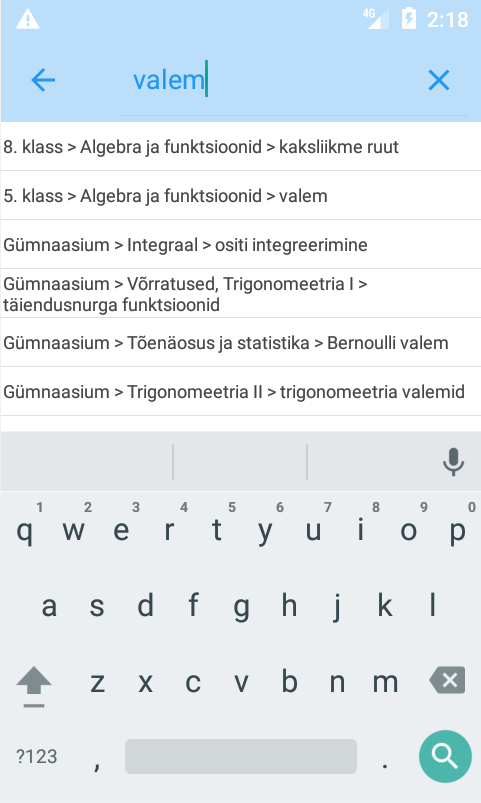 4G 2:18
valem
8. klass > Algebra ja funktsioonid > kaksliikme ruut
5. klass > Algebra ja funktsioonid > valem
Gümnaasium > Integraal > ositi integreerimine
Gümnaasium > Võrratused, Trigonomeetria I >
täiendusnurga funktsioonid
Gümnaasium > Tõenäosus ja statistika > Bernoulli valem
Gümnaasium > Trigonomeetria II > trigonomeetria valemid
1 2 3 4 5 6 7 8 9 0
q w e r t y u i o p
a s d f g h j k l
z x c v b n m
?123 , .